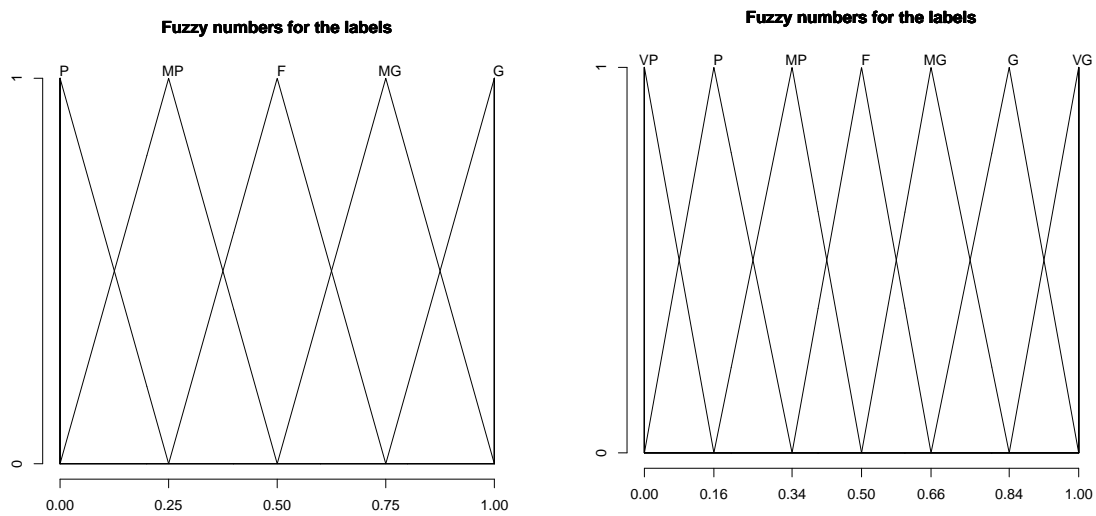 Fuzzy numbers for the labels
P MP F MG G
1
0
0.00 0.25 0.50 0.75 1.00
Fuzzy numbers for the labels
VP P MP F MG G VG
1
0
0.00 0.16 0.34 0.50 0.66 0.84 1.00